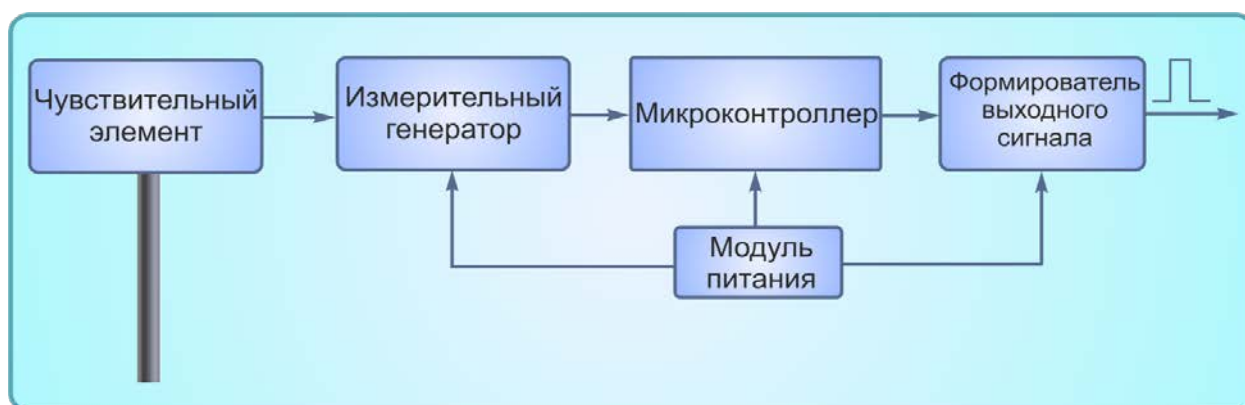 Чувствительный
элемент
Измерительный
генератор
Микроконтроллер
Формирователь
выходного
сигнала
Модуль
питания